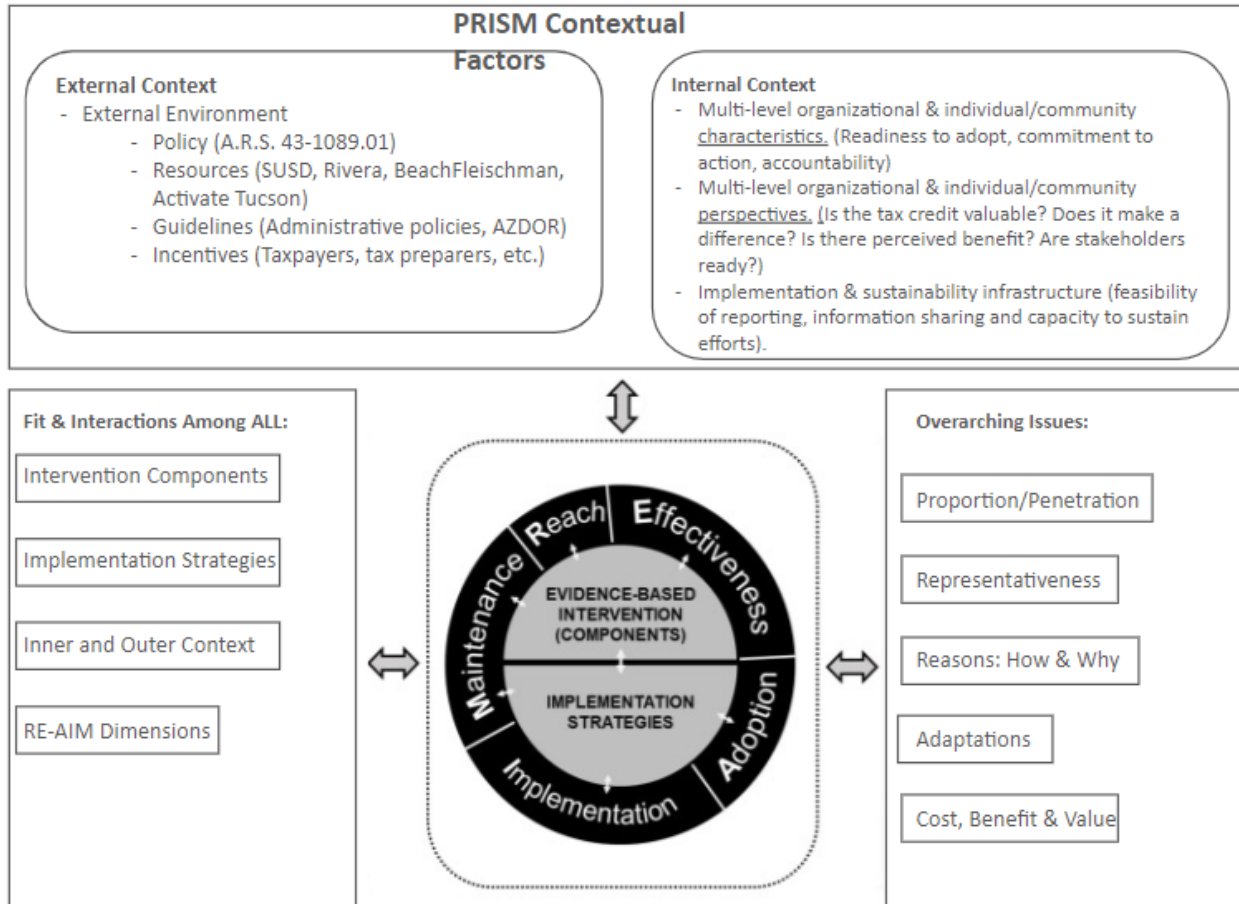 PRISM Contextual
Factors
External Context
- External Environment
- Policy (A.R.S. 43-1089.01)
- Resources (SUSD, Rivera, BeachFleischman,
Activate Tucson)
- Guidelines (Administrative policies, AZDOR)
- Incentives (Taxpayers, tax preparers, etc.)
Internal Context
- Multi-level organizational & individual/community
characteristics. (Readiness to adopt, commitment to
action, accountability)
- Multi-level organizational & individual/community
perspectives. (Is the tax credit valuable? Does it make a
difference? Is there perceived benefit? Are stakeholders
ready?)
- Implementation & sustainability infrastructure (feasibility
of reporting, information sharing and capacity to sustain
efforts).
Fit & Interactions Among ALL:
Intervention Components
Implementation Strategies
Inner and Outer Context
RE-AIM Dimensions
Reach
Effectiveness
Adoption
Implementation
Maintenance
EVIDENCE-BASED
INTERVENTION
(COMPONENTS)
IMPLEMENTATION
STRATEGIES
Overarching Issues:
Proportion/Penetration
Representativeness
Reasons: How & Why
Adaptations
Cost, Benefit & Value